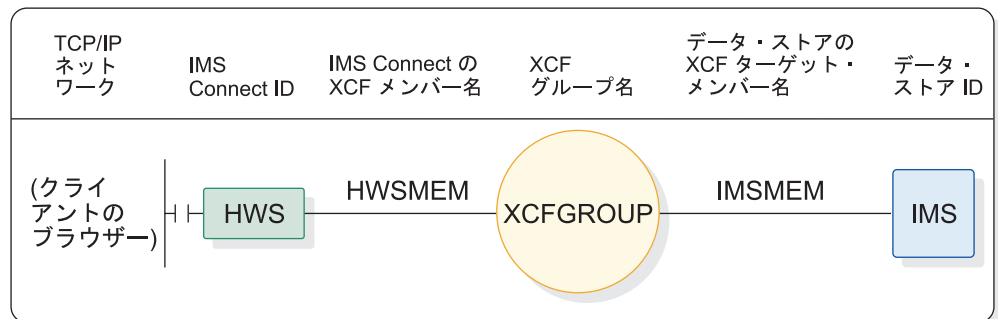 TCP/IP
ネット
ワーク
IMS
Connect ID
IMS Connect の
XCF メンバー名
XCF
グループ名
データ・ストアの
XCF ターゲット・
メンバー名
データ・
ストア ID
(クライ
アントの
ブラウザー)
HWS
HWSMEM
XCFGROUP
IMSMEM
IMS